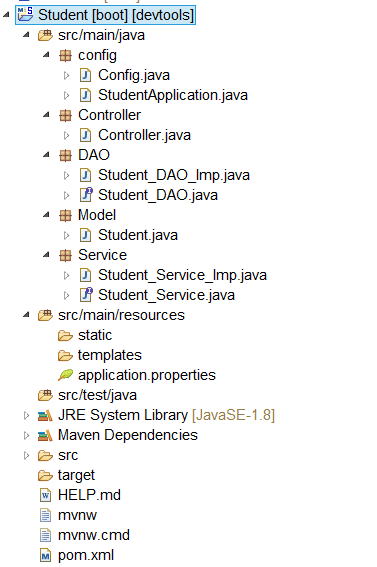 Student [boot] [devtools]
src/main/java
config
Config.java
StudentApplication.java
Controller
Controller.java
DAO
Student_DAO_Imp.java
Student_DAO.java
Model
Student.java
Service
Student_Service_Imp.java
Student_Service.java
src/main/resources
static
templates
application.properties
src/test/java
JRE System Library [JavaSE-1.8]
Maven Dependencies
src
target
HELP.md
mvnw
mvnw.cmd
pom.xml